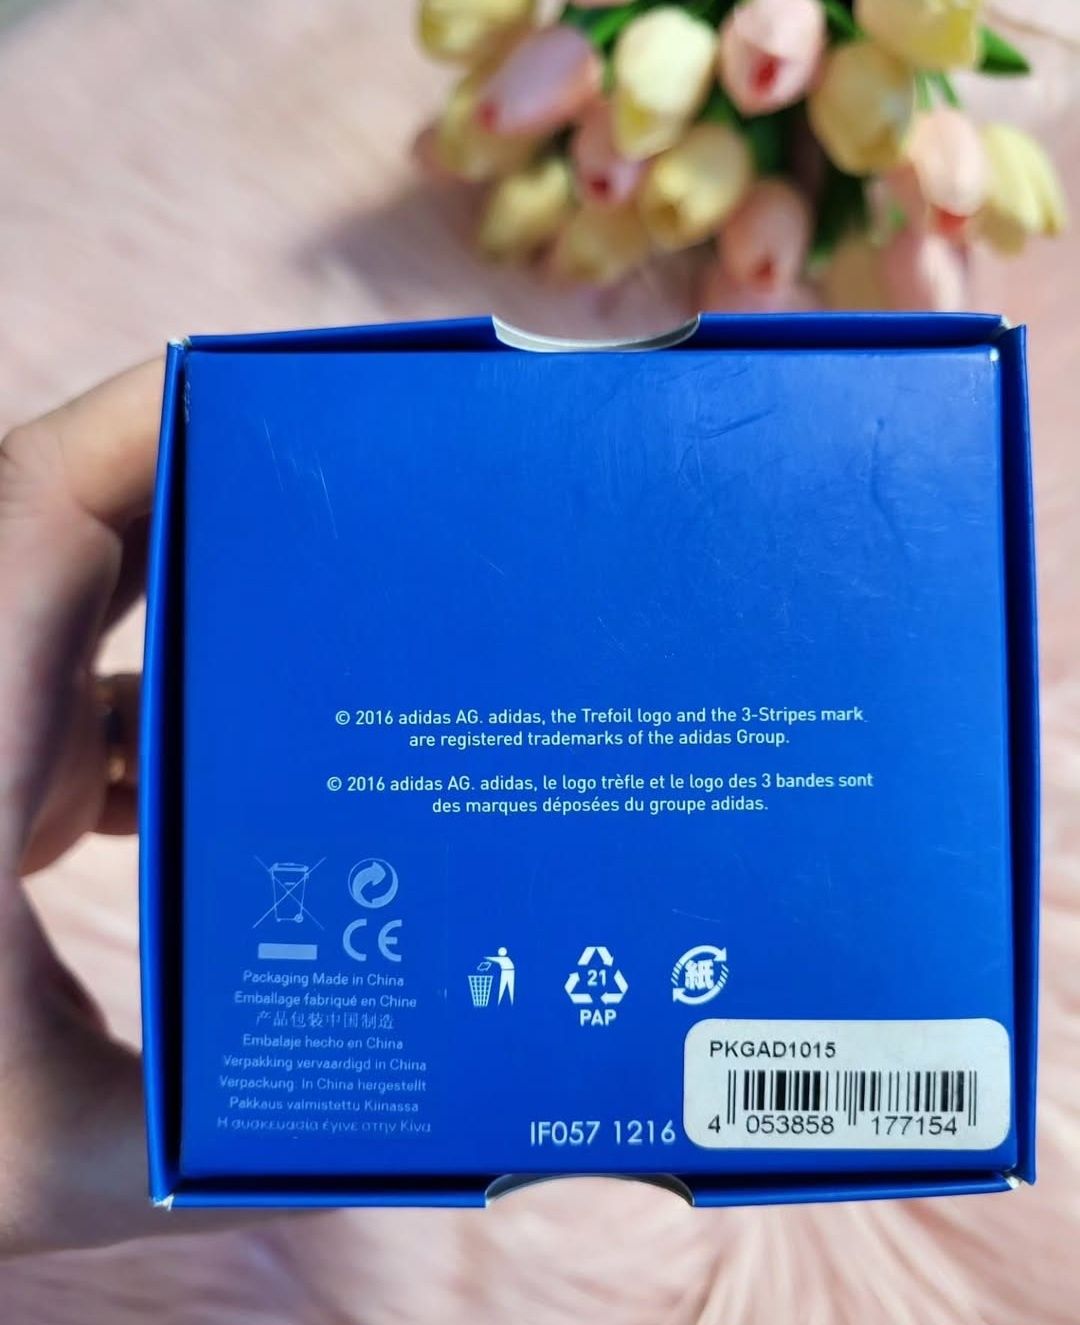 © 2016 adidas AG. adidas, the Trefoil logo and the 3-Stripes mark
are registered trademarks of the adidas Group.
© 2016 adidas AG. adidas, le logo trèfle et le logo des 3 bandes sont
des marques déposées du groupe adidas.
CE
Packaging Made in China
Emballage fabriqué en Chine
产品包装中国制造
Embalaje hecho en China
Verpakking vervaardigd in China
Verpackung: In China hergestellt
Pakkaus valmistettu Kiinassa
Η συσκευασία έγινε στην Κίνα
21
PAP
紙
IF057 1216
PKGAD1015
4 053858 177154